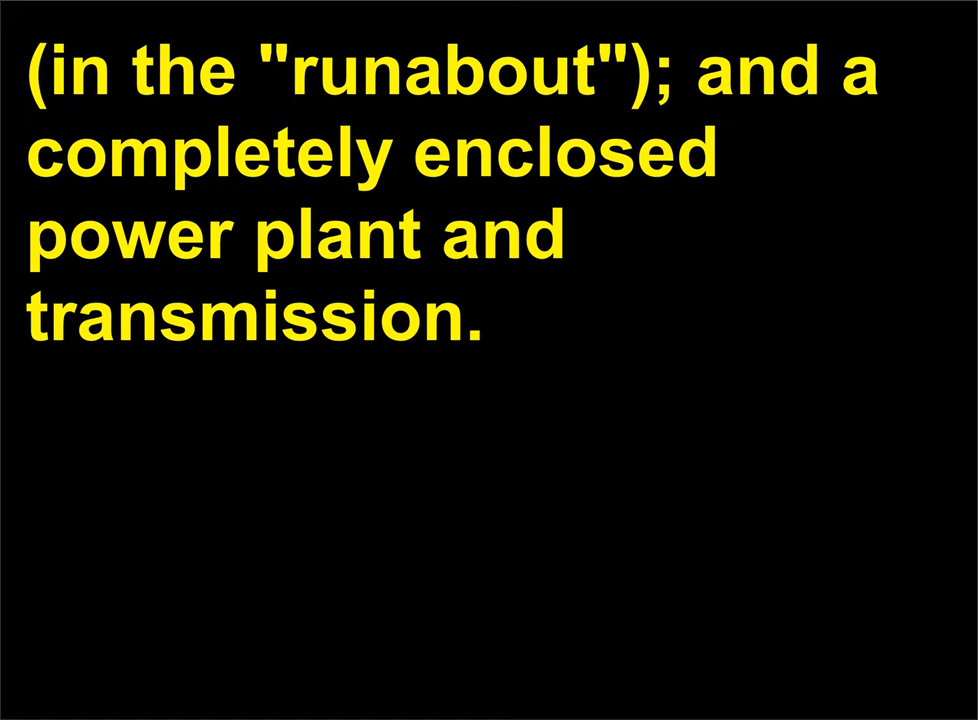 (in the "runabout"); and a
completely enclosed
power plant and
transmission.